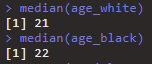 > median(age_white)
[1] 21
> median(age_black)
[1] 22